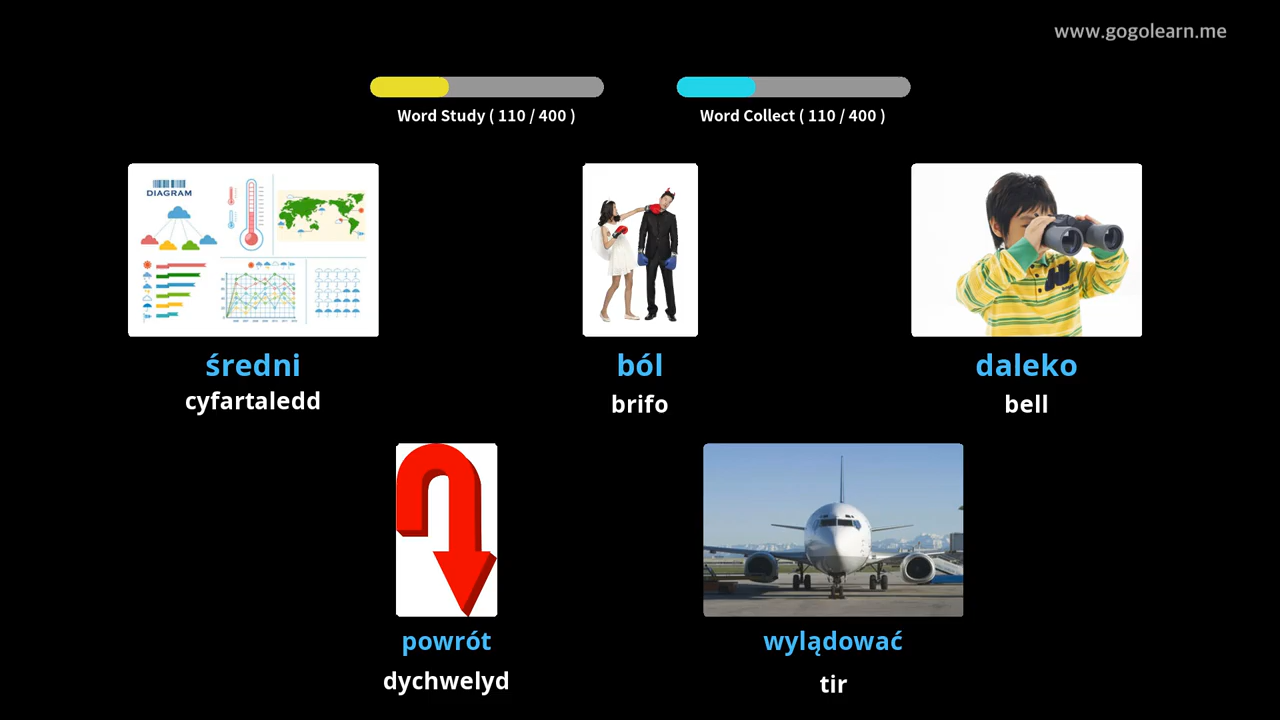 www.gogolearn.me
Word Study ( 110 / 400 )
Word Collect ( 110 / 400 )
DIAGRAM
średni
cyfartaledd
ból
brifo
daleko
bell
powrót
dychwelyd
wylądować
tir